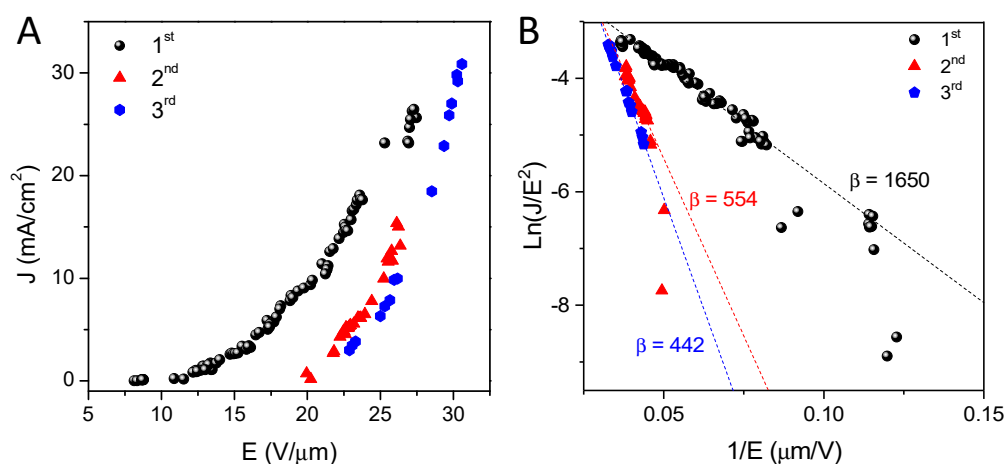 A
1st
2nd
3rd
30
20
10
0
J (mA/cm²)
5 10 15 20 25 30
E (V/μm)
B
1st
2nd
3rd
β = 1650
β = 554
β = 442
-4
-6
-8
Ln(J/E²)
0.05 0.10 0.15
1/E (μm/V)